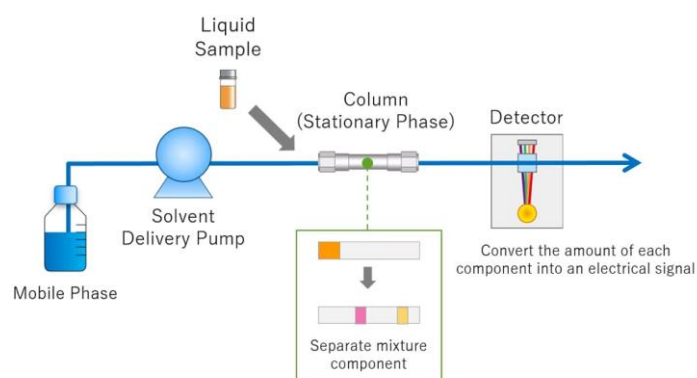 Liquid
Sample
Column
(Stationary Phase)
Detector
Solvent
Delivery Pump
Mobile Phase
Convert the amount of each
component into an electrical signal
Separate mixture
component